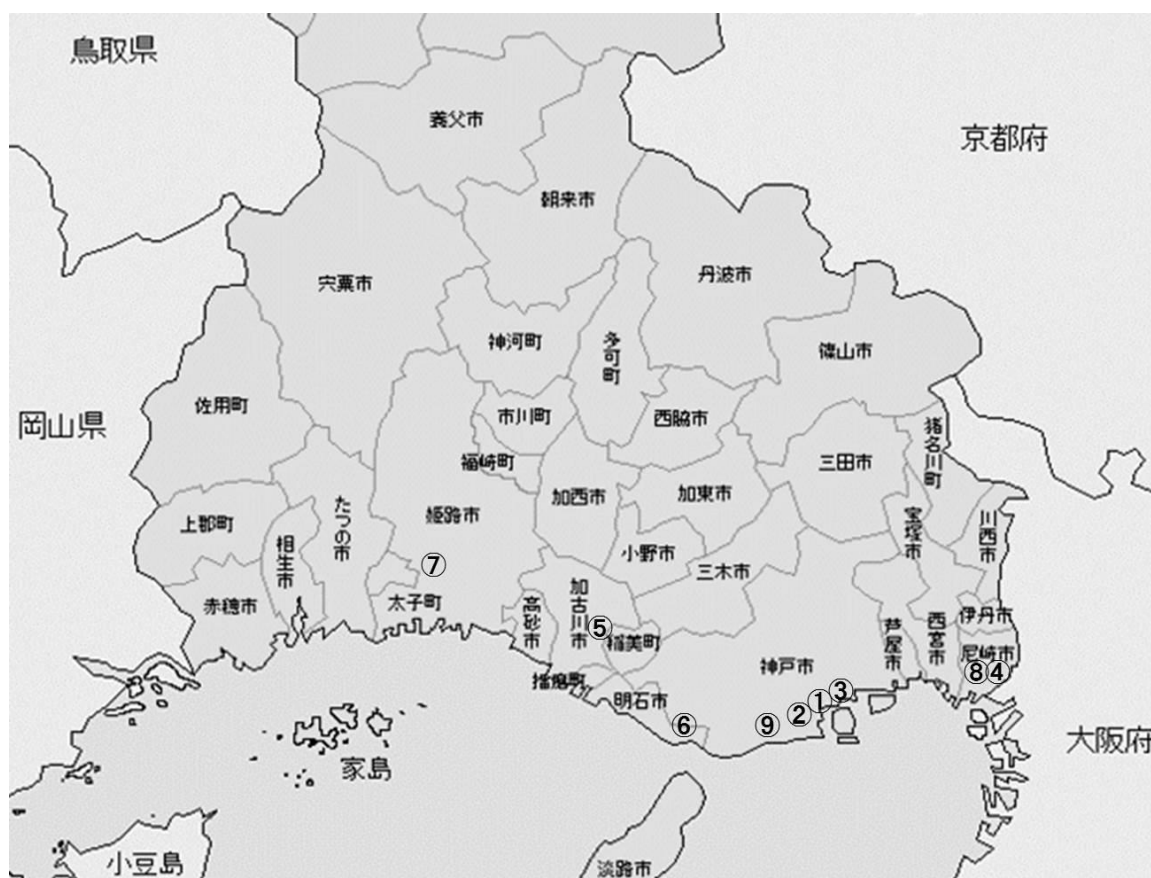 鳥取県
養父市
京都府
朝来市
丹波市
宍粟市
神河町
多可町
篠山市
佐用町
岡山県
市川町
西脇市
猪名川町
福崎町
三田市
加西市
加東市
姫路市
たつの市
上郡町
宝塚市
川西市
相生市
小野市
三木市
⑦
赤穂市
太子町
高砂市
加古川市
⑤
稲美町
芦屋市
西宮市
伊丹市
尼崎市
⑧④
神戸市
播磨町
明石市
⑥
⑨
②
①
③
大阪府
家島
小豆島
淡路市